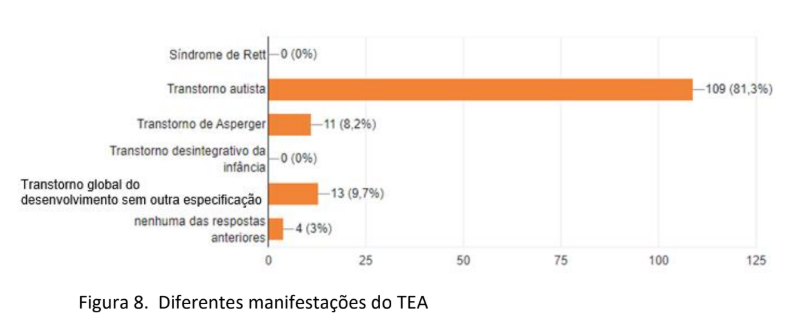 Síndrome de Rett 0 (0%)
Transtorno autista 109 (81,3%)
Transtorno de Asperger 11 (8,2%)
Transtorno desintegrativo da
infância 0 (0%)
Transtorno global do
desenvolvimento sem outra especificação 13 (9,7%)
nenhuma das respostas
anteriores 4 (3%)
0 25 50 75 100 125
Figura 8. Diferentes manifestações do TEA